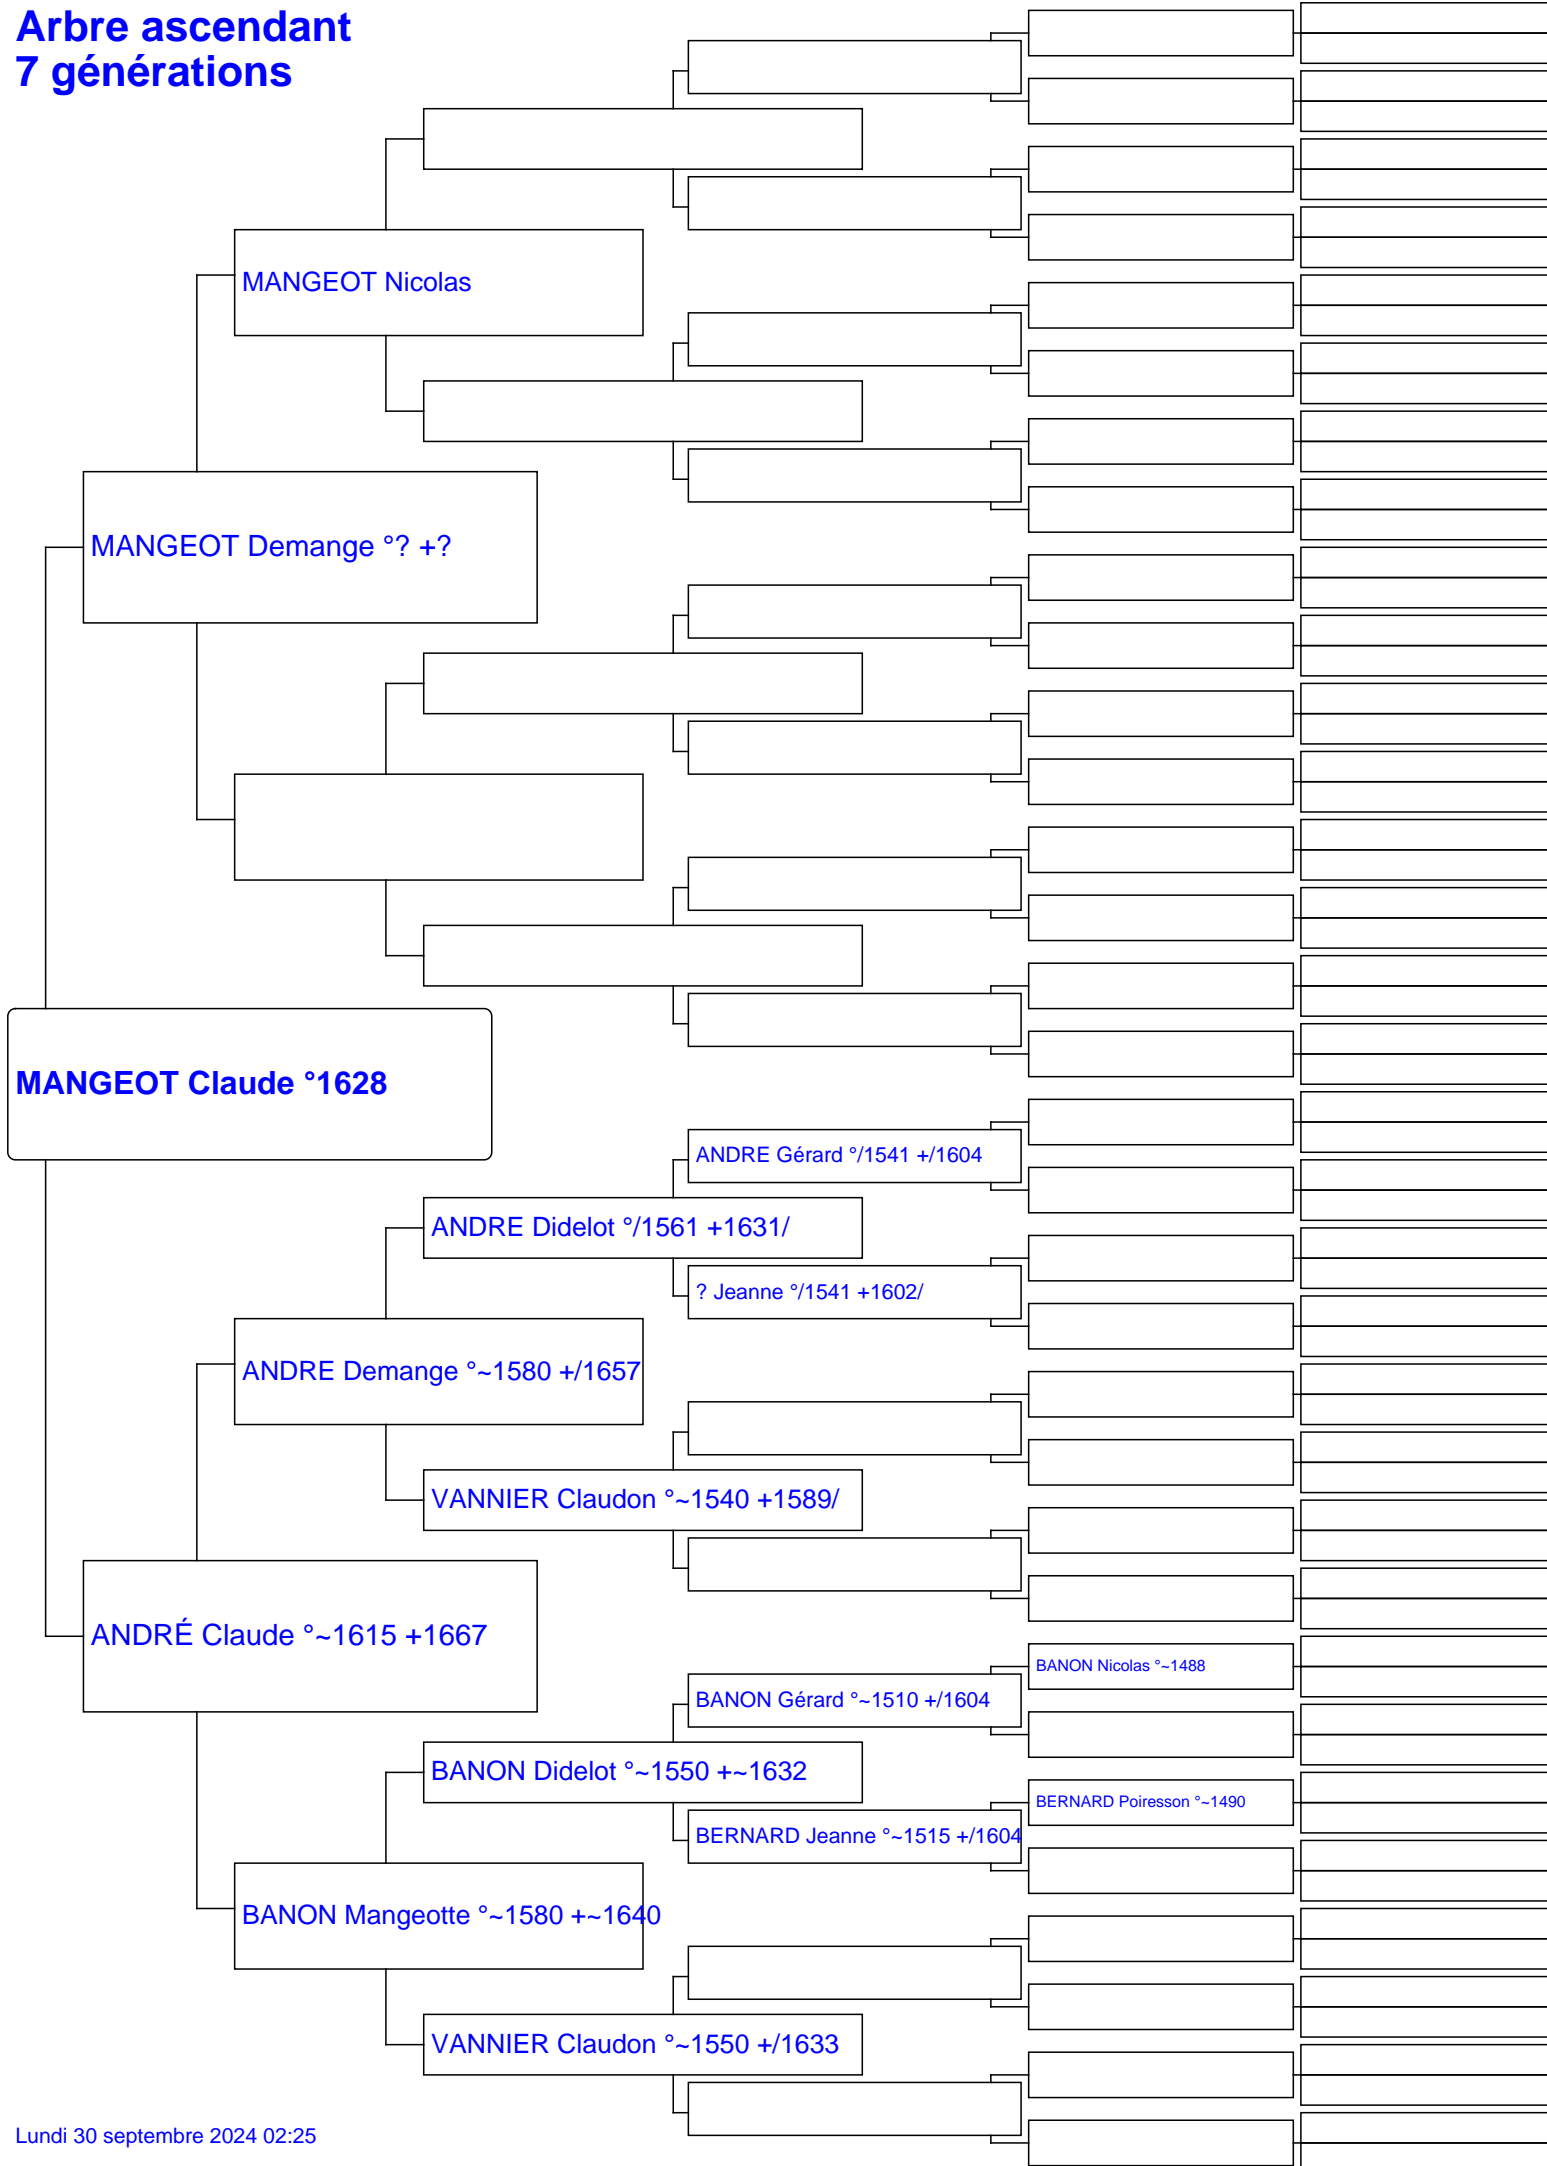 Arbre ascendant
7 générations
MANGEOT Nicolas
MANGEOT Demange °? +?
MANGEOT Claude °1628
ANDRE Gérard °/1541 +/1604
ANDRE Didelot °/1561 +1631/
? Jeanne °/1541 +1602/
ANDRE Demange °~1580 +/1657
VANNIER Claudon °~1540 +1589/
ANDRÉ Claude °~1615 +1667
BANON Nicolas °~1488
BANON Gérard °~1510 +/1604
BANON Didelot °~1550 +~1632
BERNARD Poiresson °~1490
BERNARD Jeanne °~1515 +/1604
BANON Mangeotte °~1580 +~1640
VANNIER Claudon °~1550 +/1633
Lundi 30 septembre 2024 02:25